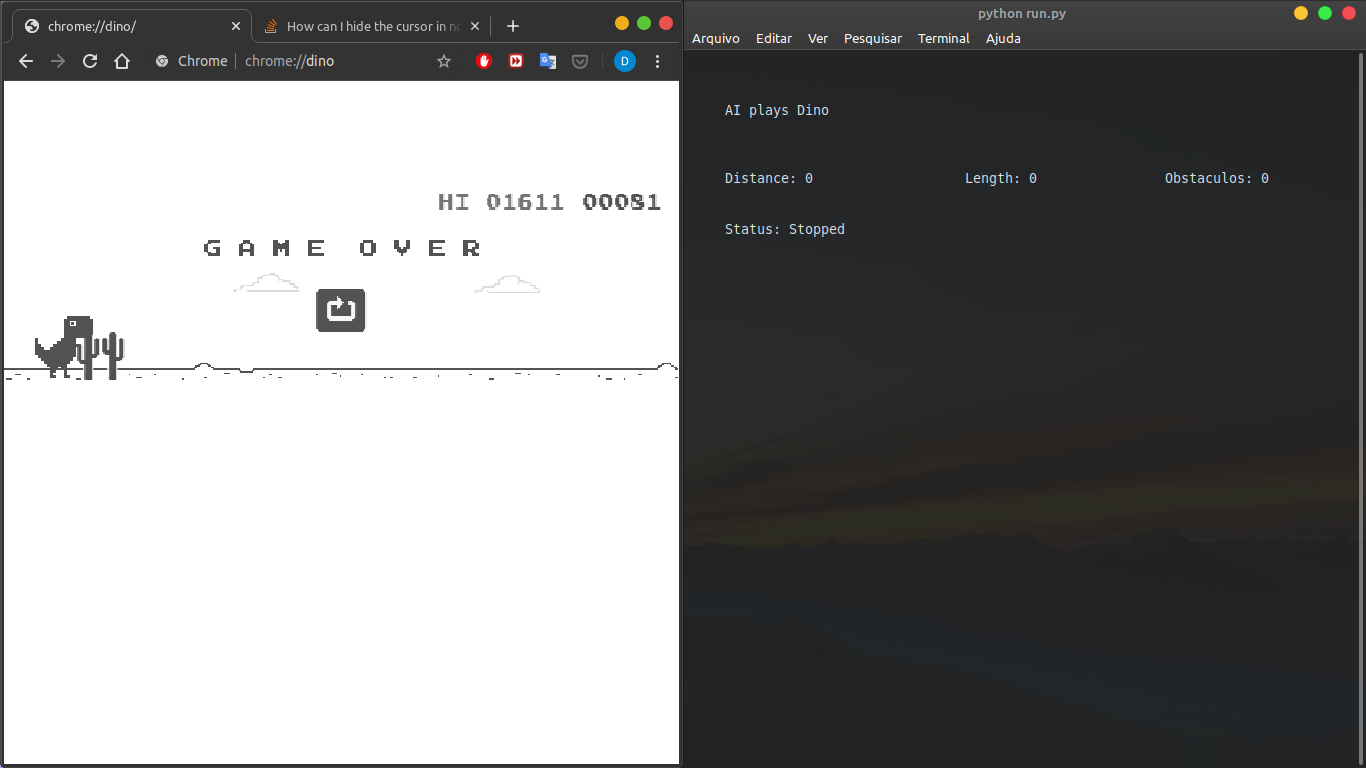 chrome://dino/
How can I hide the cursor in n
Chrome
chrome://dino
D
HI 01611 00081
GAME OVER
python run.py
Arquivo Editar Ver Pesquisar Terminal Ajuda
AI plays Dino
Distance: 0 Length: 0 Obstaculos: 0
Status: Stopped